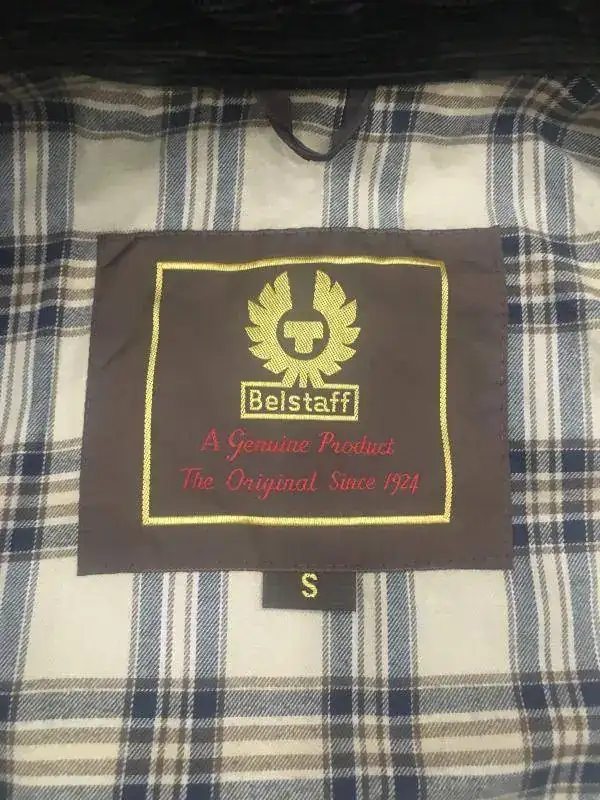 Belstaff
A Genuine Product
The Original Since 1924
S